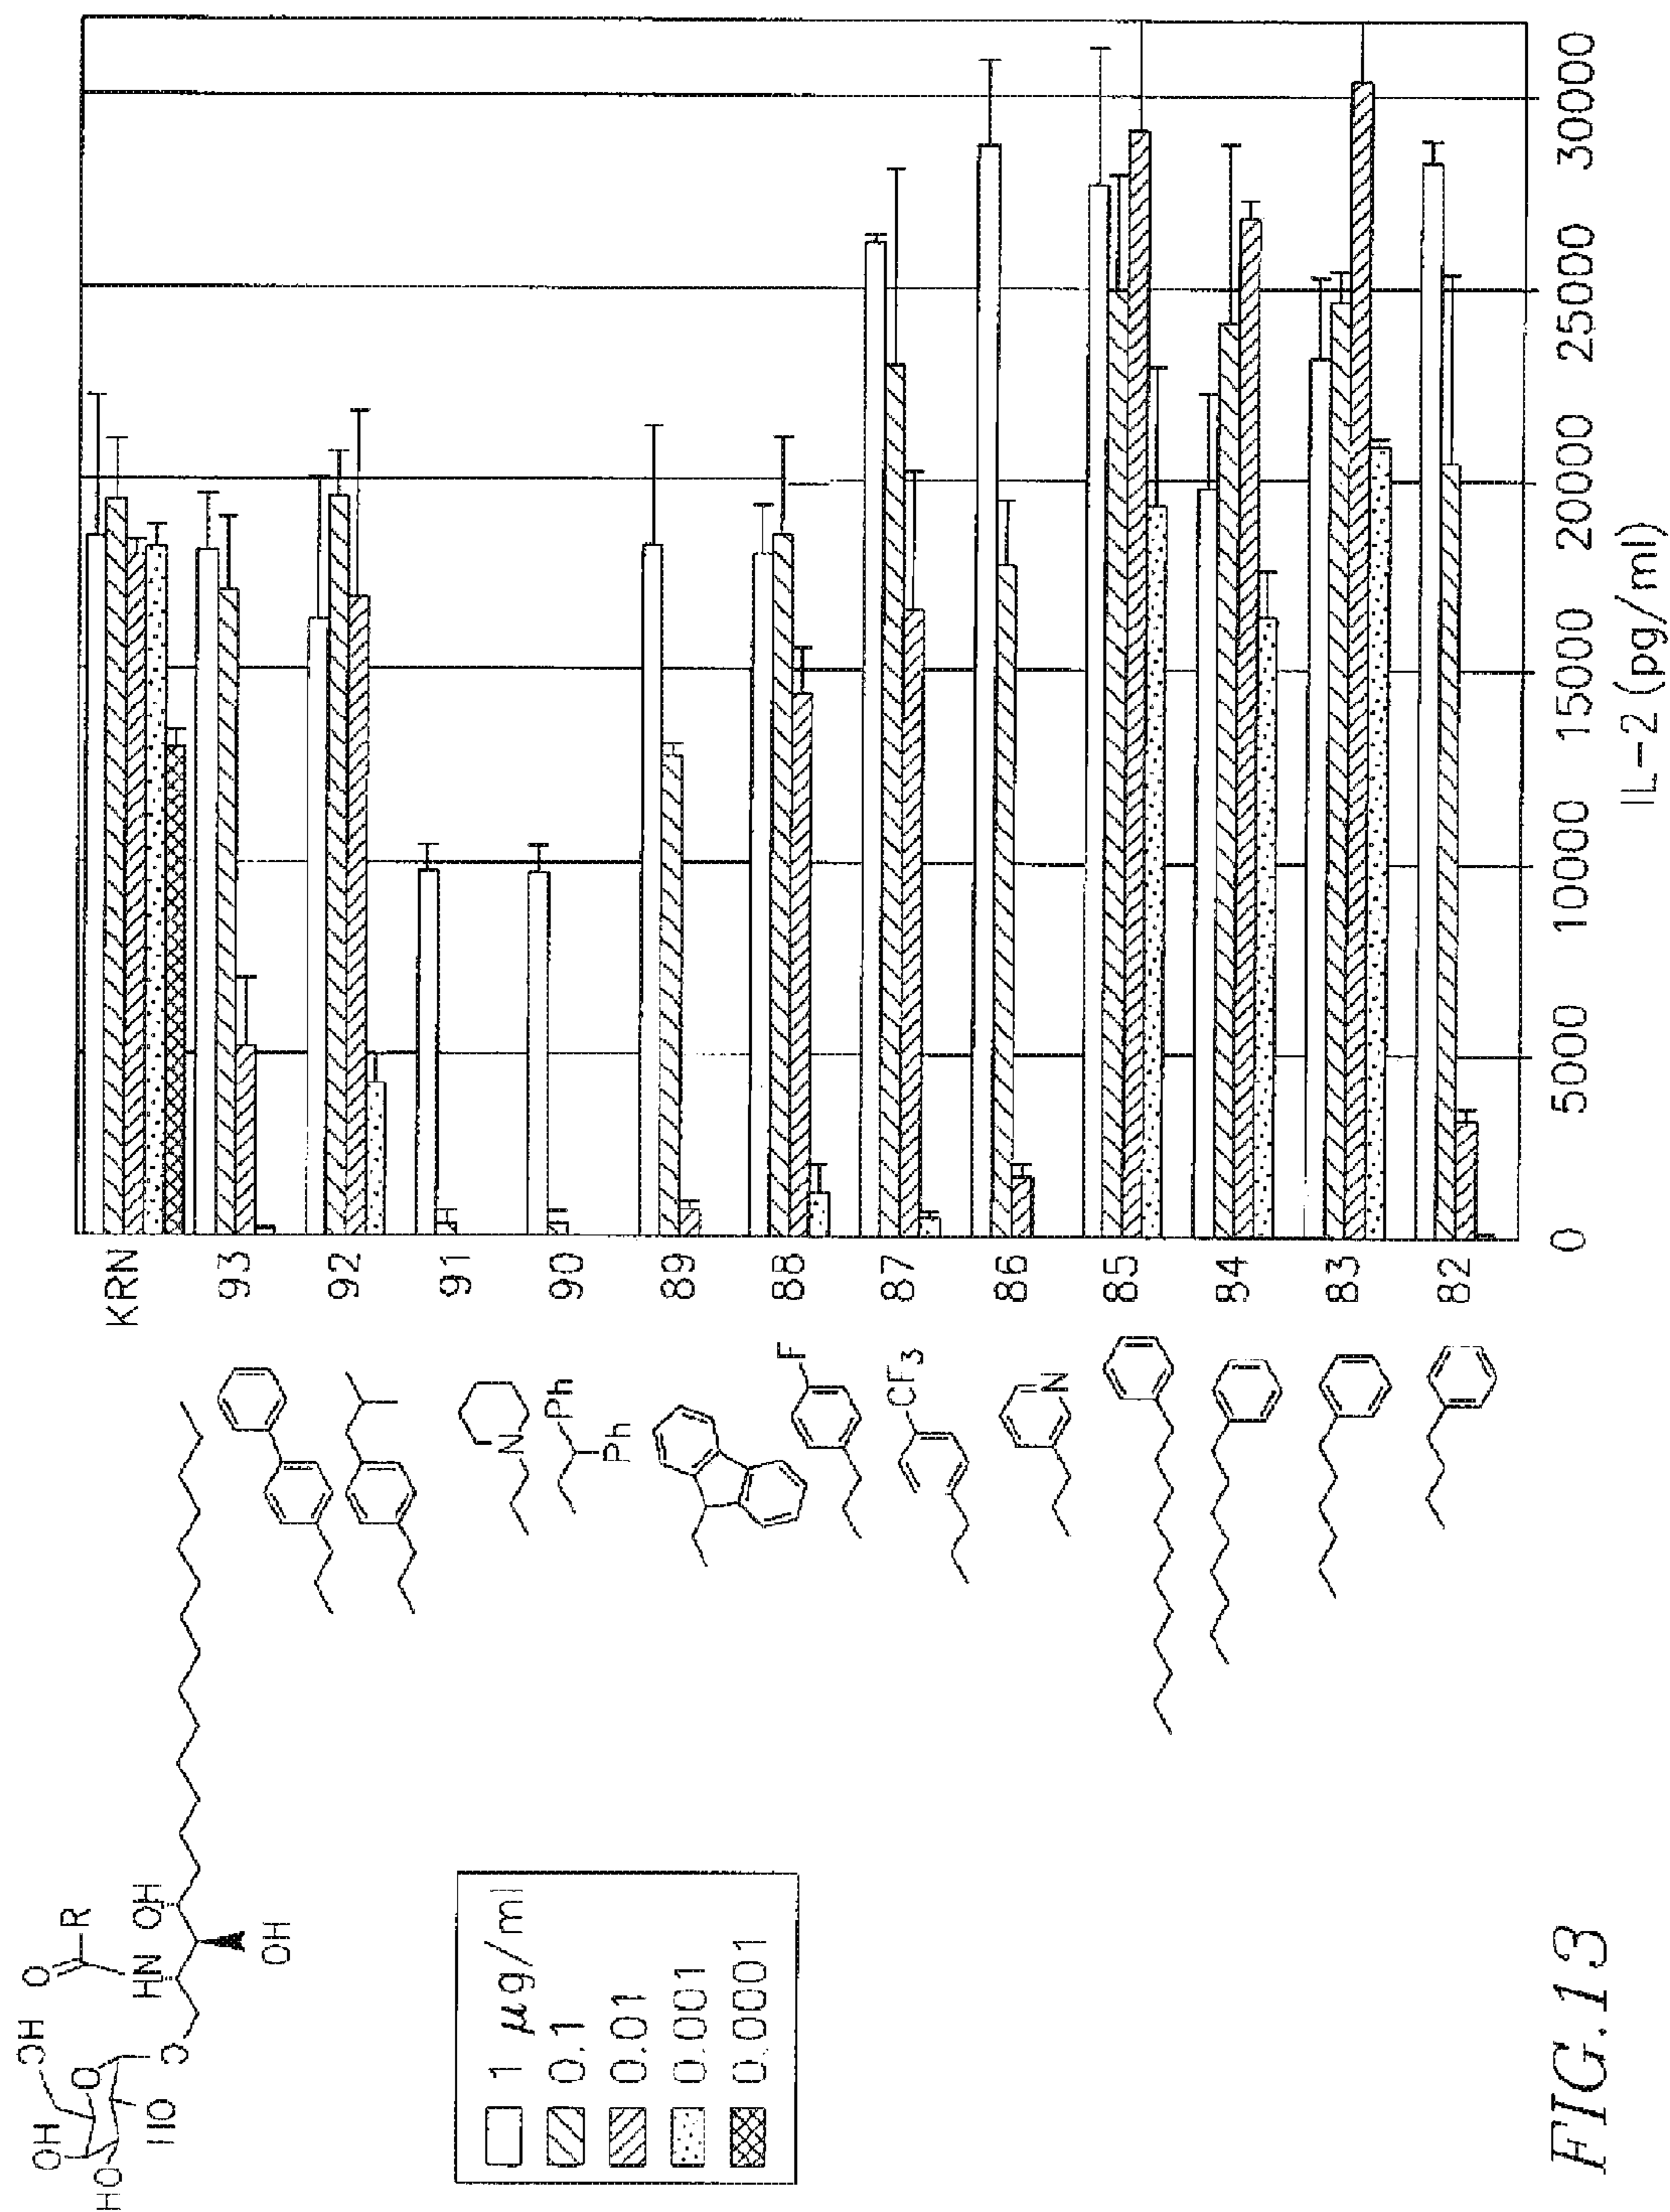 OH
OH
O
HO
O
O
R
HN
OH
OH
1 μg/ml
0.1
0.01
0.001
0.0001
KRN
93
92
N
91
Ph
Ph
90
89
F
88
CF3
87
N
86
85
84
83
82
0 5000 10000 15000 20000 25000 30000
IL-2 (pg/ml)
FIG.13